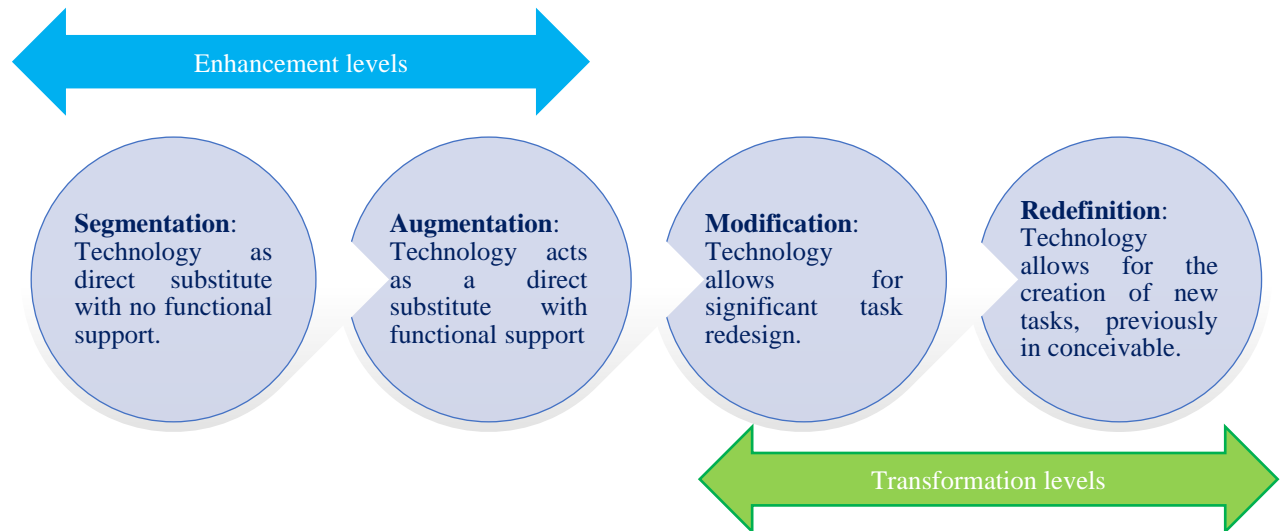 Enhancement levels
Segmentation:
Technology as
direct substitute
with no functional
support.
Augmentation:
Technology acts
as a direct
substitute with
functional support
Modification:
Technology
allows for
significant task
redesign.
Redefinition:
Technology
allows for the
creation of new
tasks, previously
in conceivable.
Transformation levels